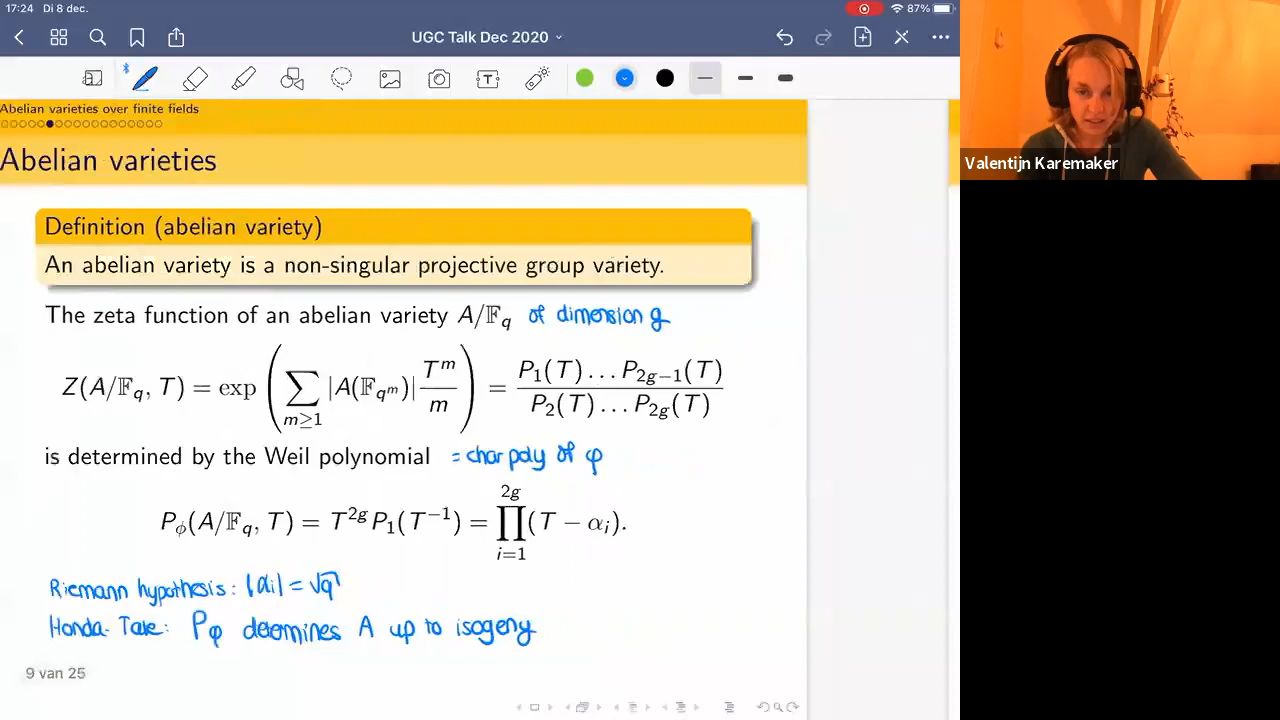 17:24 Di 8 dec.
87%
UGC Talk Dec 2020
Abelian varieties over finite fields
Abelian varieties
Definition (abelian variety)
An abelian variety is a non-singular projective group variety.
The zeta function of an abelian variety A/𝔽_q of dimension g
Z(A/𝔽_q, T) = exp ( ∑_{m≥1} |A(𝔽_{q^m})| T^m/m ) = P_1(T)…P_{2g−1}(T) / P_2(T)…P_{2g}(T)
is determined by the Weil polynomial = char poly of φ
P_ϕ(A/𝔽_q, T) = T^{2g}P_1(T^{−1}) = ∏_{i=1}^{2g}(T − α_i).
Riemann hypothesis: |αi| = √q
Honda-Tate: P_φ determines A up to isogeny
9 van 25
Valentijn Karemaker